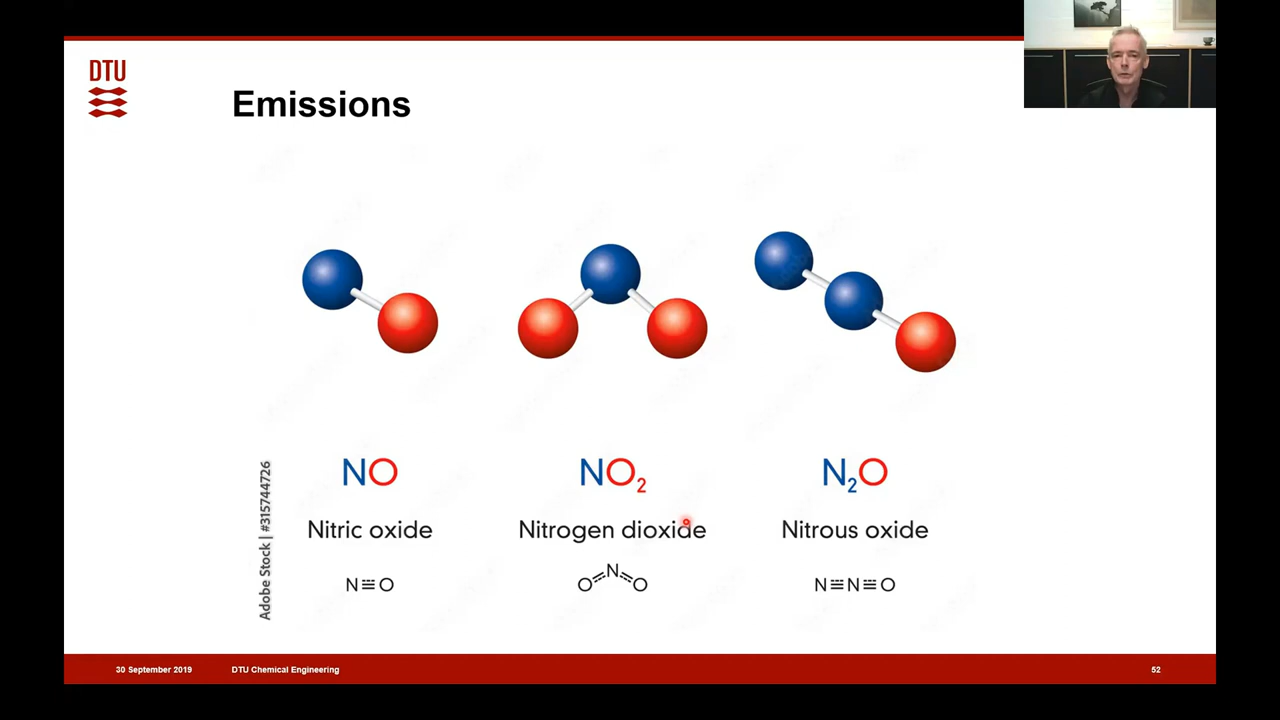 DTU
Emissions
NO
NO2
N2O
Nitric oxide
Nitrogen dioxide
Nitrous oxide
N≡O
O N O
N≡N≡O
Adobe Stock | #315744726
30 September 2019
DTU Chemical Engineering
52